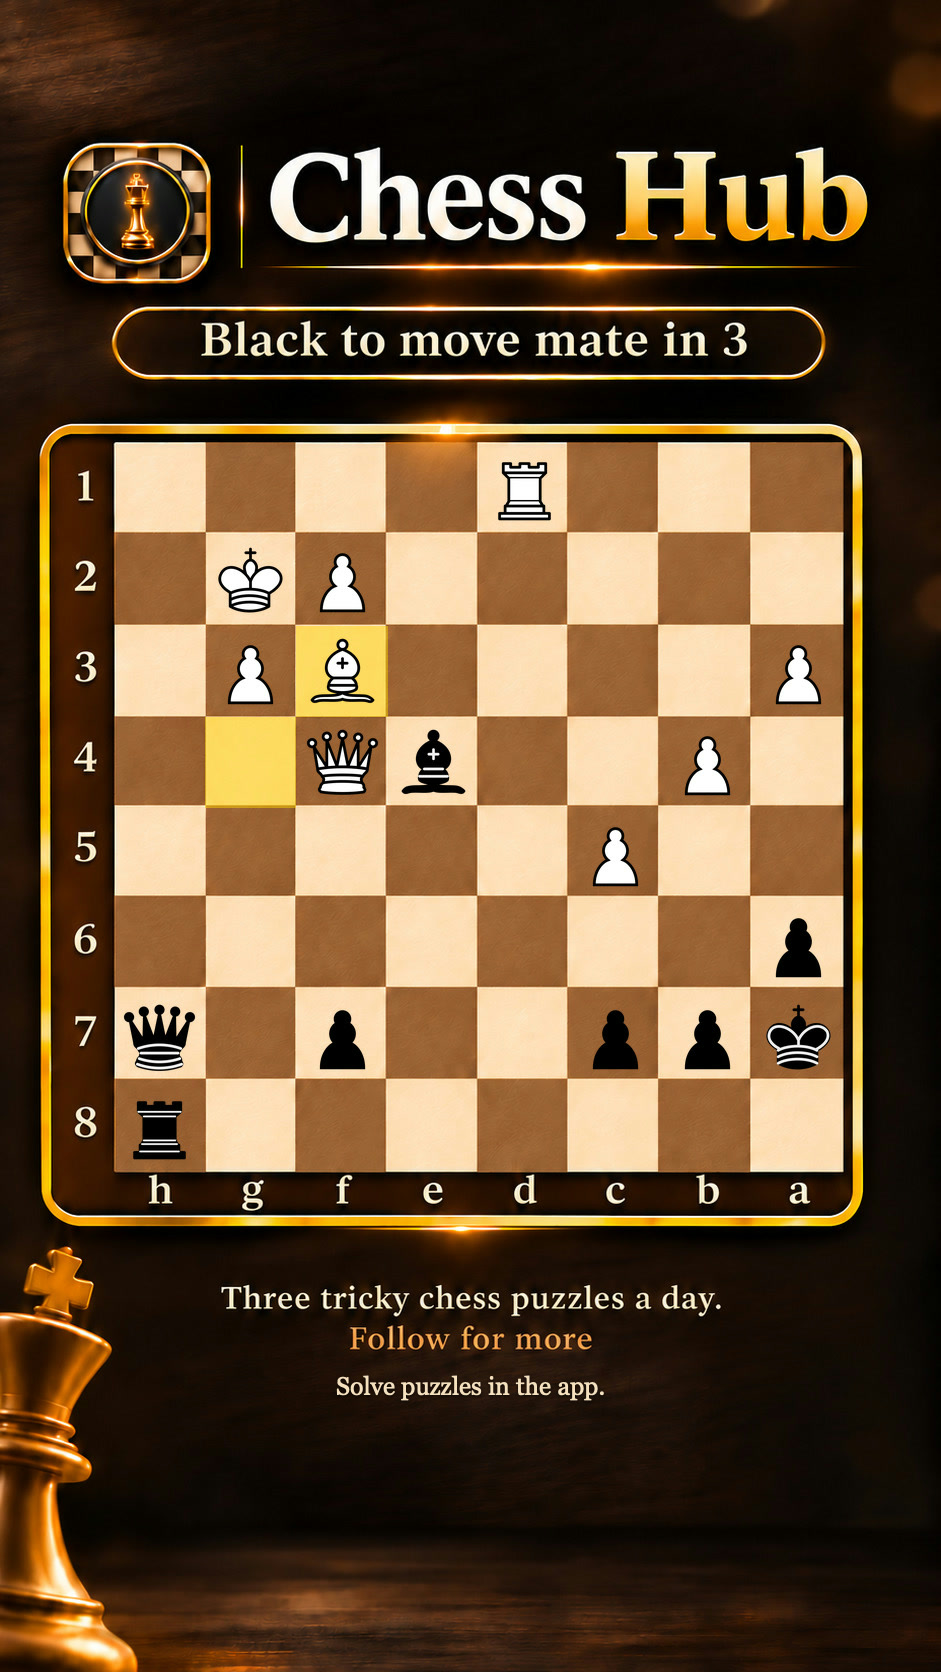 Chess Hub
Black to move mate in 3
1
2
3
4
5
6
7
8
h g f e d c b a
Three tricky chess puzzles a day.
Follow for more
Solve puzzles in the app.